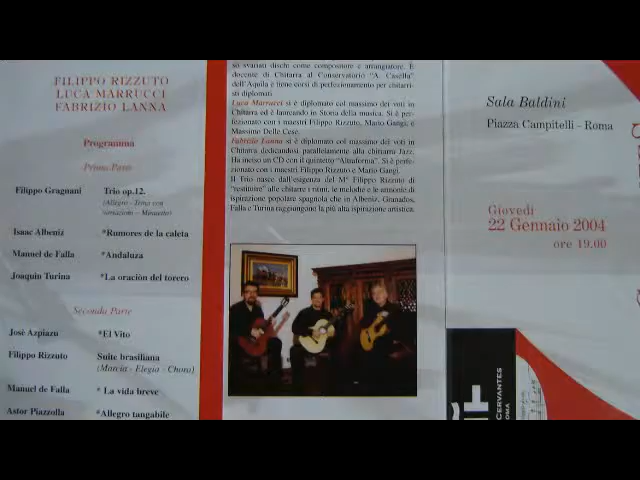 FILIPPO RIZZUTO
LUCA MARRUCCI
FABRIZIO LANNA
Programma
Prima Parte
Filippo Gragnani Trio op.12.
(Allegro - Tema con
variazioni - Minuetto)
Isaac Albeniz *Rumores de la caleta
Manuel de Falla *Andaluza
Joaquin Turina *La oraciòn del torero
Seconda Parte
Josè Azpiazu *El Vito
Filippo Rizzuto Suite brasiliana
(Marcia - Elegia - Choro)
Manuel de Falla * La vida breve
Astor Piazzolla *Allegro tangabile
so svariati dischi come compositore e arrangiatore. È
docente di Chitarra al Conservatorio "A. Casella"
dell'Aquila e tiene corsi di perfezionamento per chitarri-
sti diplomati
Luca Marrucci si è diplomato col massimo dei voti in
Chitarra ed è laureando in Storia della musica. Si è per-
fezionato con i maestri Filippo Rizzuto, Mario Gangi, e
Massimo Delle Cese.
Fabrizio Lanna si è diplomato col massimo dei voti in
Chitarra dedicandosi parallelamente alla chitarra Jazz.
Ha inciso un CD con il quintetto "Altaforma". Si è perfe-
zionato con i maestri Filippo Rizzuto e Mario Gangi.
Il Trio nasce dall'esigenza del M° Filippo Rizzuto di
"restituire" alle chitarre i ritmi, le melodie e le armonie di
ispirazione popolare spagnola che in Albeniz, Granados,
Falla e Turina raggiungono la più alta ispirazione artistica.
Sala Baldini
Piazza Campitelli - Roma
Giovedì
22 Gennaio 2004
ore 19.00
CERVANTES
ROMA